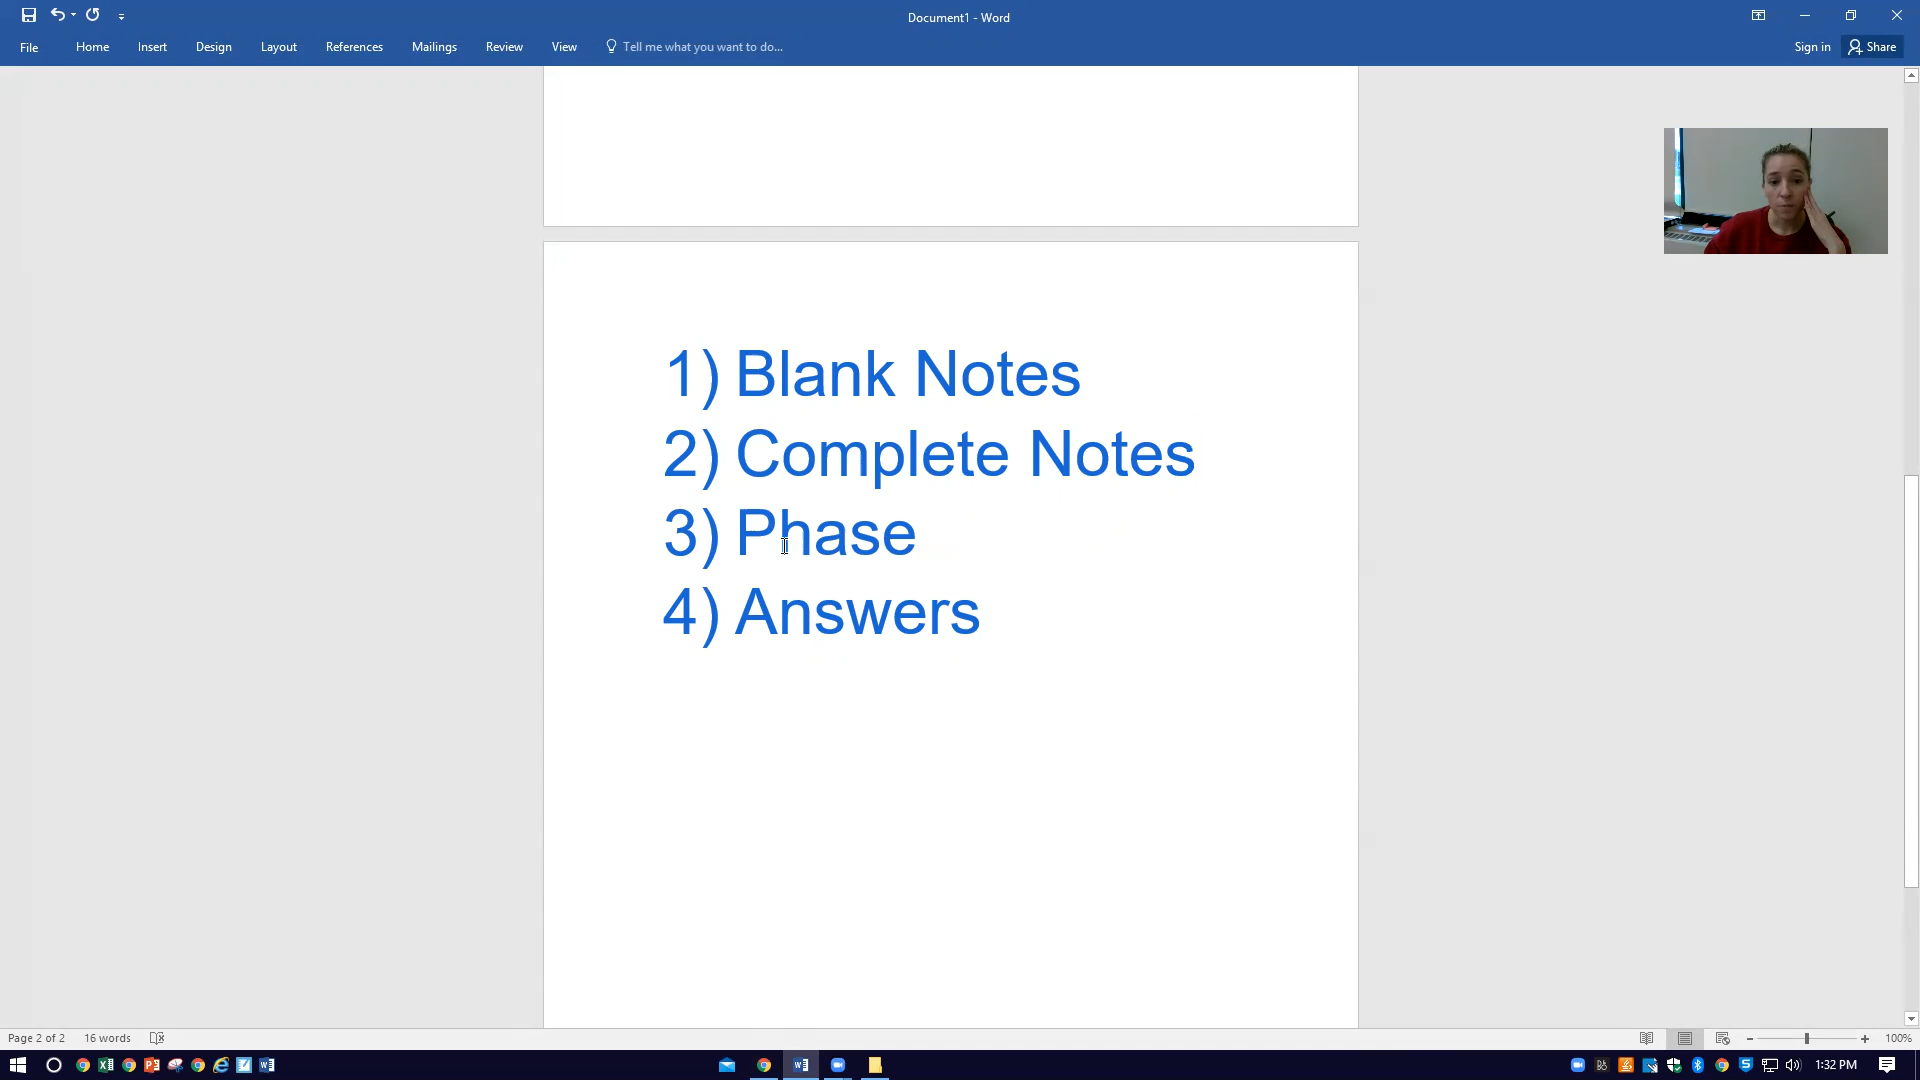 Document1 - Word
File Home Insert Design Layout References Mailings Review View Tell me what you want to do... Sign in Share
1) Blank Notes
2) Complete Notes
3) Phase
4) Answers
Page 2 of 2 16 words 100%
1:32 PM